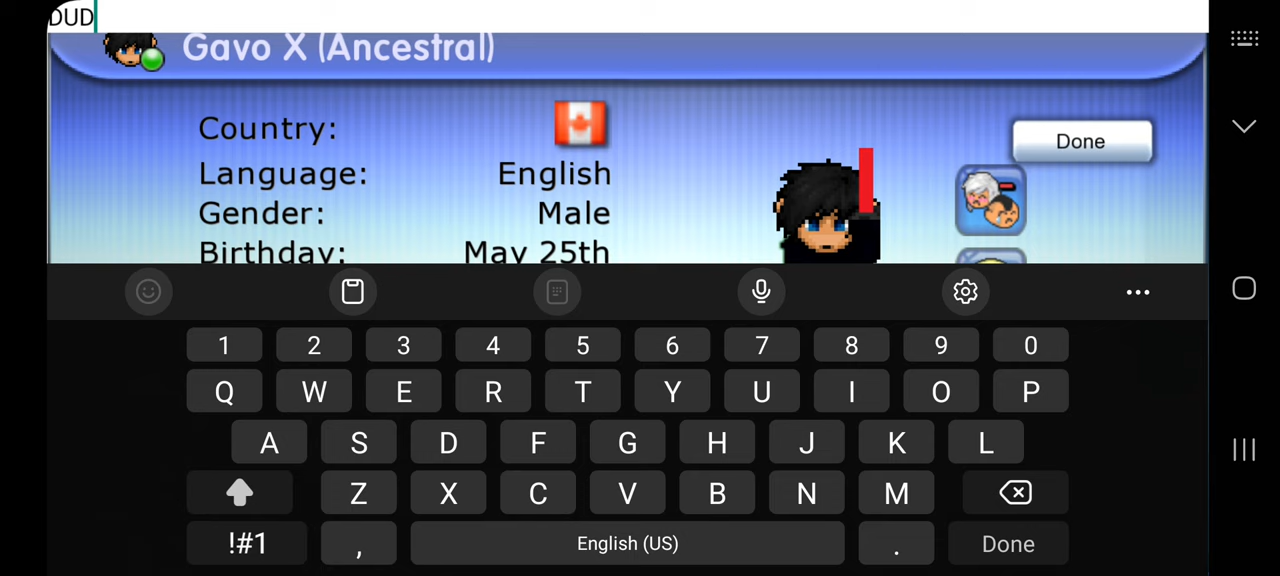 DUD
Gavo X (Ancestral)
Country:
Done
Language: English
Gender: Male
Birthday: May 25th
1 2 3 4 5 6 7 8 9 0
Q W E R T Y U I O P
A S D F G H J K L
Z X C V B N M
!#1 , English (US) . Done